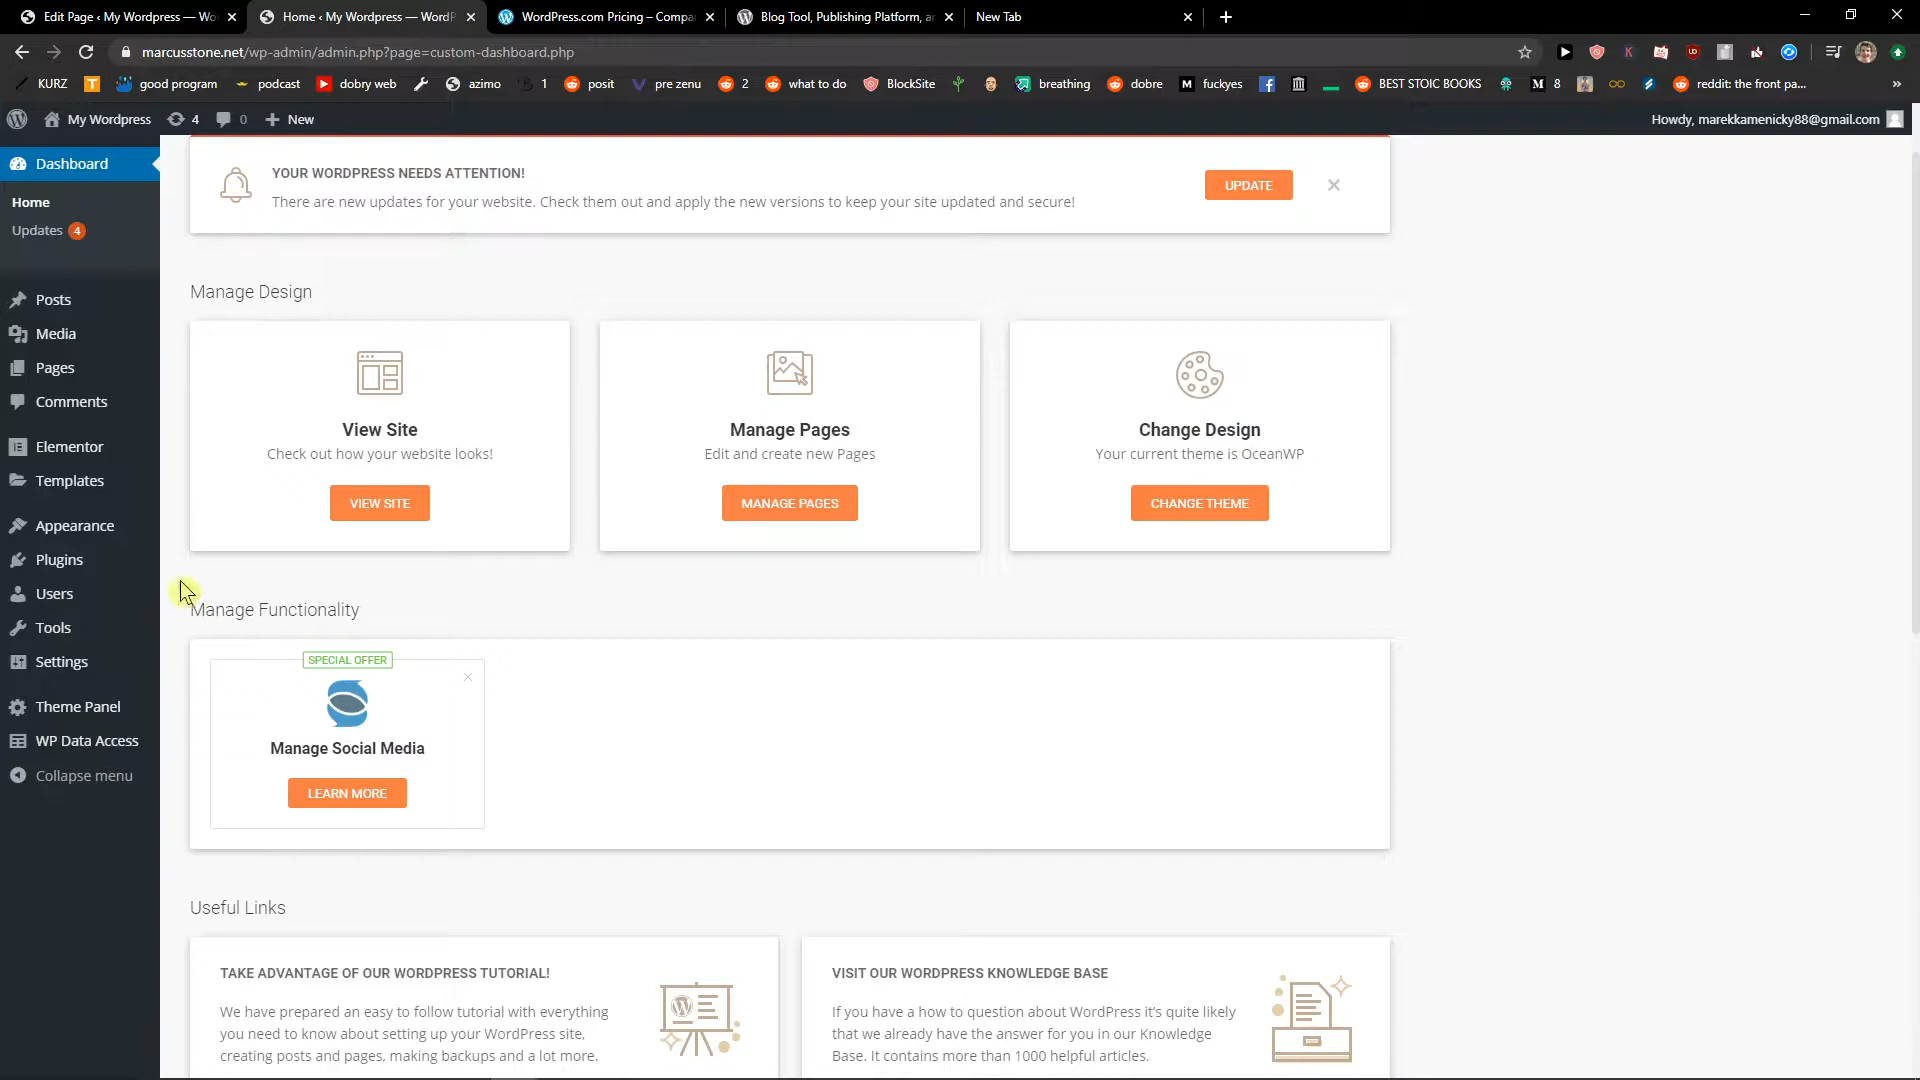 Edit Page ‹ My Wordpress — Wo
Home ‹ My Wordpress — WordP
WordPress.com Pricing – Compa
Blog Tool, Publishing Platform, a
New Tab
marcusstone.net/wp-admin/admin.php?page=custom-dashboard.php
KURZ
good program
podcast
dobry web
azimo
1
posit
pre zenu
2
what to do
BlockSite
breathing
dobre
fuckyes
BEST STOIC BOOKS
8
reddit: the front pa...
My Wordpress
4
0
New
Howdy, marekkamenicky88@gmail.com
Dashboard
Home
Updates 4
Posts
Media
Pages
Comments
Elementor
Templates
Appearance
Plugins
Users
Tools
Settings
Theme Panel
WP Data Access
Collapse menu
YOUR WORDPRESS NEEDS ATTENTION!
There are new updates for your website. Check them out and apply the new versions to keep your site updated and secure!
UPDATE
Manage Design
View Site
Check out how your website looks!
VIEW SITE
Manage Pages
Edit and create new Pages
MANAGE PAGES
Change Design
Your current theme is OceanWP
CHANGE THEME
Manage Functionality
SPECIAL OFFER
Manage Social Media
LEARN MORE
Useful Links
TAKE ADVANTAGE OF OUR WORDPRESS TUTORIAL!
We have prepared an easy to follow tutorial with everything
you need to know about setting up your WordPress site,
creating posts and pages, making backups and a lot more.
VISIT OUR WORDPRESS KNOWLEDGE BASE
If you have a how to question about WordPress it's quite likely
that we already have the answer for you in our Knowledge
Base. It contains more than 1000 helpful articles.